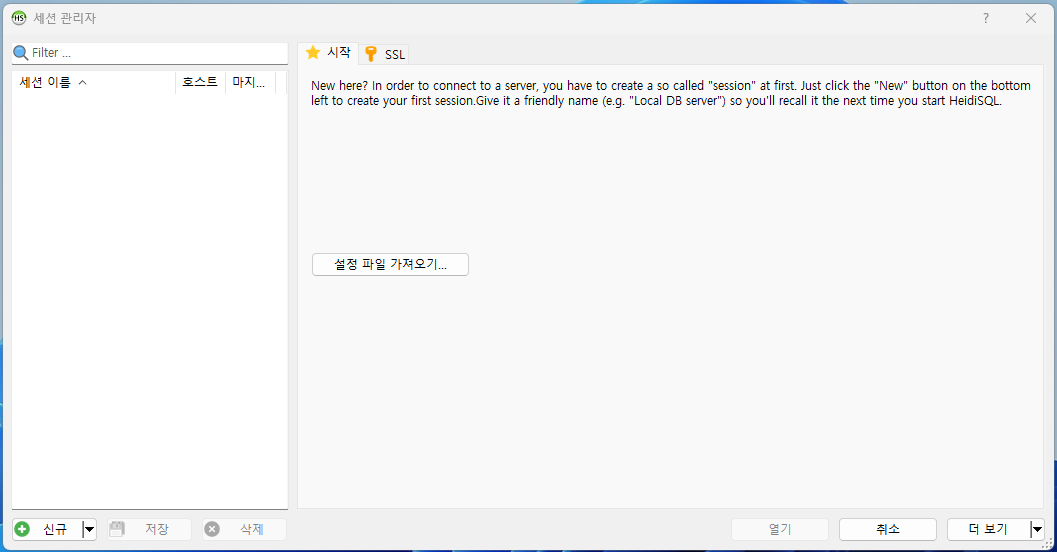 HS 세션 관리자 ?
Filter ...
시작 SSL
세션 이름 호스트 마지...
New here? In order to connect to a server, you have to create a so called "session" at first. Just click the "New" button on the bottom
left to create your first session.Give it a friendly name (e.g. "Local DB server") so you'll recall it the next time you start HeidiSQL.
설정 파일 가져오기...
신규 저장 삭제 열기 취소 더 보기